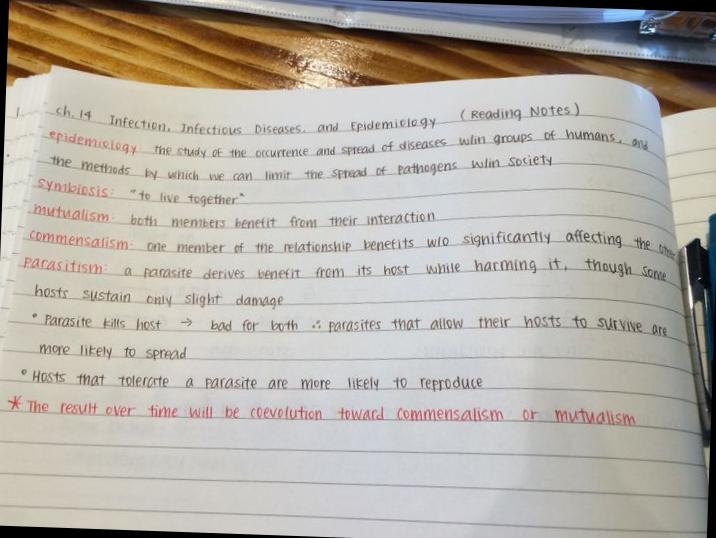 ch. 14 Infection, Infectious Diseases, and Epidemiology (Reading Notes)
epidemiology the study of the occurrence and spread of diseases w/in groups of humans, and
the methods by which we can limit the spread of pathogens w/in society
symbiosis: "to live together"
mutualism: both members benefit from their interaction
commensalism: one member of the relationship benefits w/o significantly affecting the other
parasitism: a parasite derives benefit from its host while harming it, though some
hosts sustain only slight damage
° Parasite kills host → bad for both ∴ parasites that allow their hosts to survive are
more likely to spread
° Hosts that tolerate a parasite are more likely to reproduce
* The result over time will be coevolution toward commensalism or mutualism